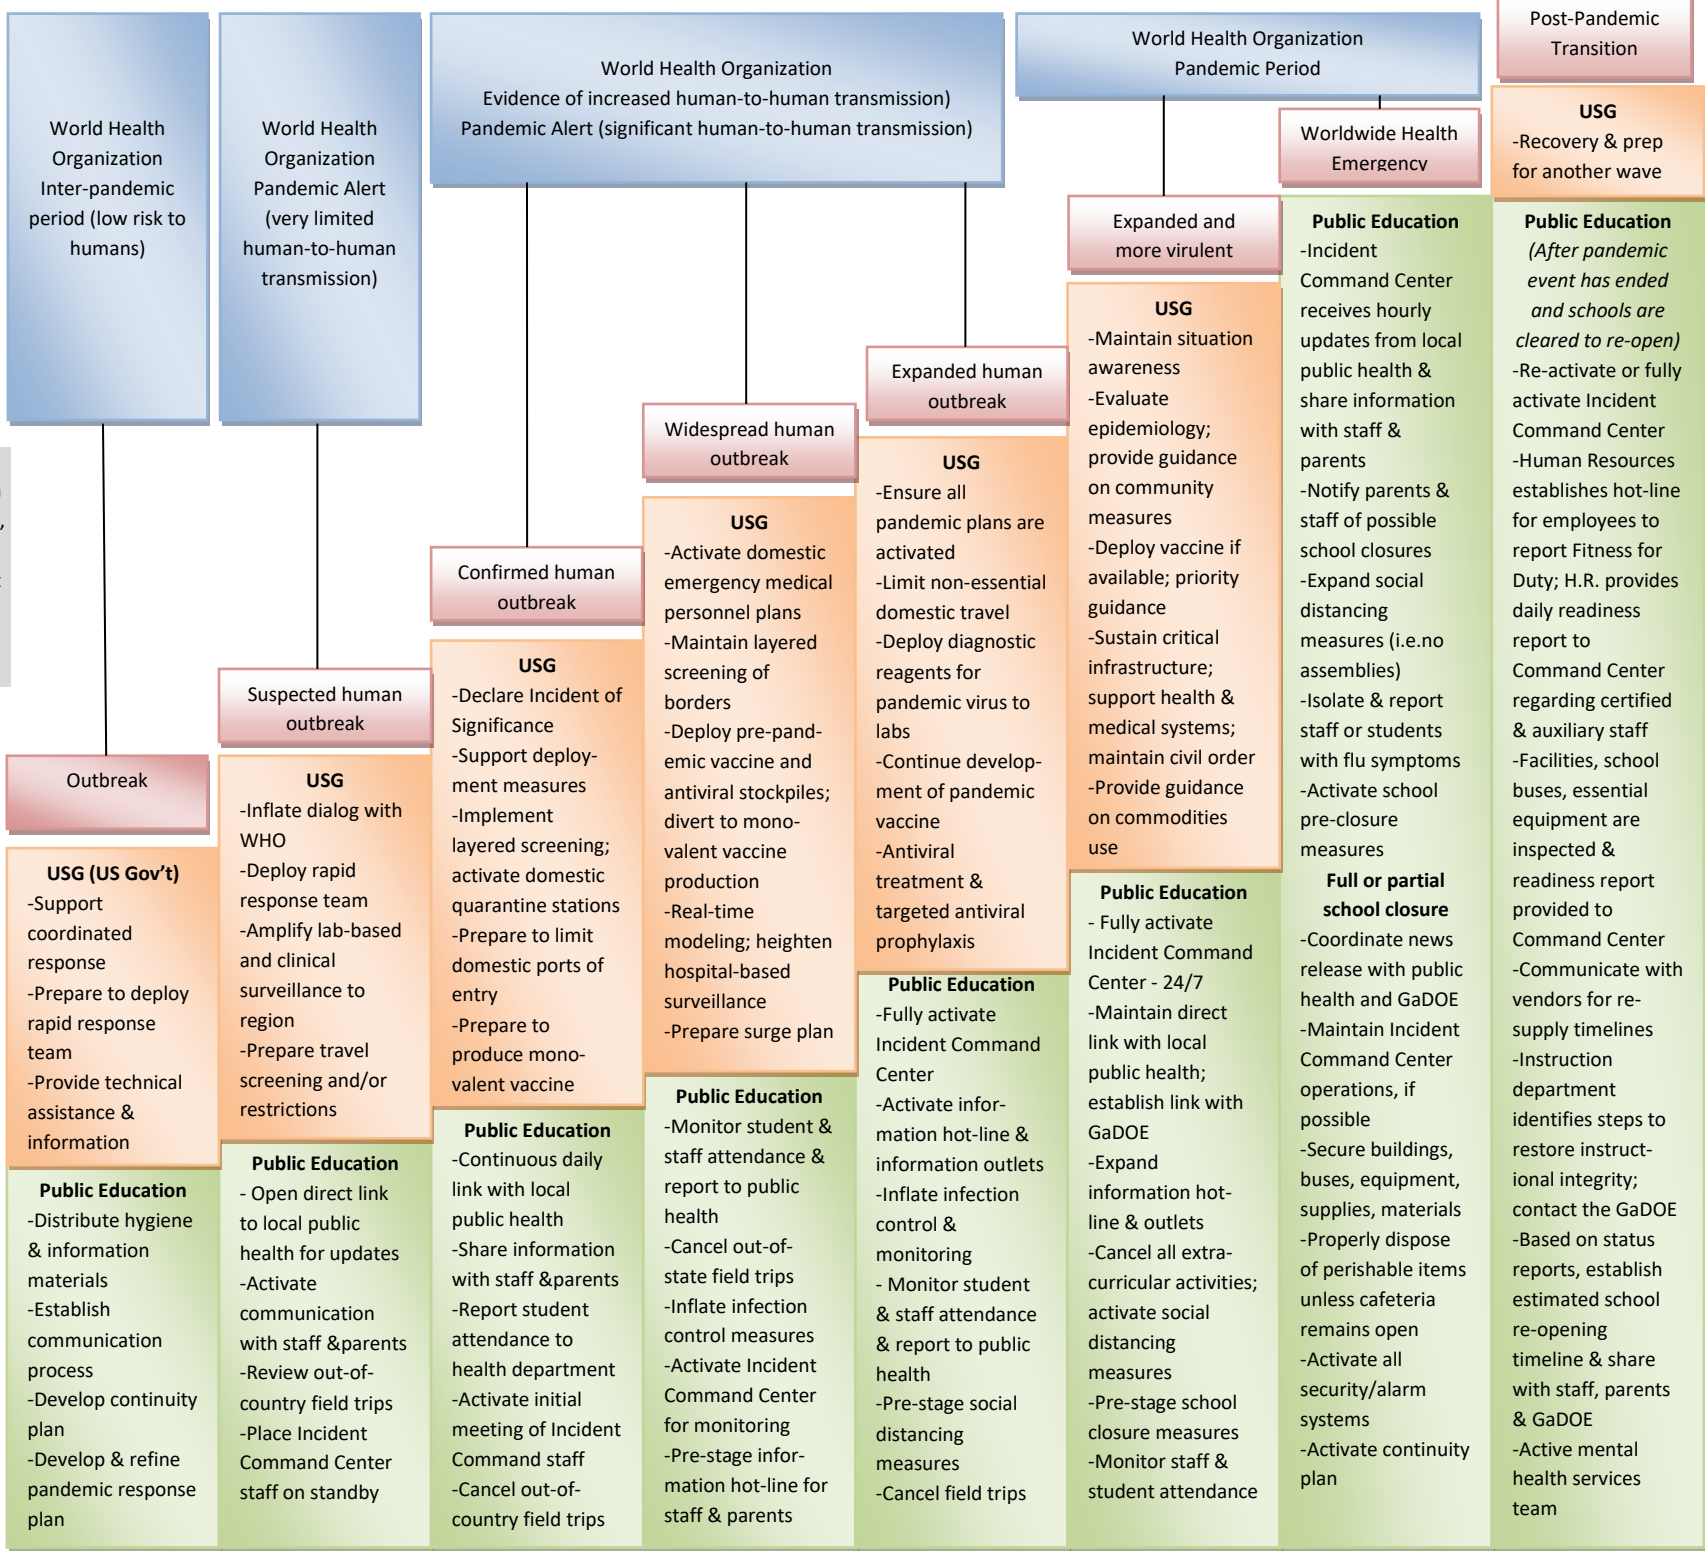 World Health
Organization
Inter-pandemic
period (low risk to
humans)
Outbreak
USG (US Gov't)
-Support
coordinated
response
-Prepare to deploy
rapid response
team
-Provide technical
assistance &
information
Public Education
-Distribute hygiene
& information
materials
-Establish
communication
process
-Develop continuity
plan
-Develop & refine
pandemic response
plan
World Health
Organization
Pandemic Alert
(very limited
human-to-human
transmission)
Suspected human
outbreak
USG
-Inflate dialog with
WHO
-Deploy rapid
response team
-Amplify lab-based
and clinical
surveillance to
region
-Prepare travel
screening and/or
restrictions
Public Education
- Open direct link
to local public
health for updates
-Activate
communication
with staff &parents
-Review out-of-
country field trips
-Place Incident
Command Center
staff on standby
World Health Organization
Evidence of increased human-to-human transmission)
Pandemic Alert (significant human-to-human transmission)
Confirmed human
outbreak
USG
-Declare Incident of
Significance
-Support deploy-
ment measures
-Implement
layered screening;
activate domestic
quarantine stations
-Prepare to limit
domestic ports of
entry
-Prepare to
produce mono-
valent vaccine
Public Education
-Continuous daily
link with local
public health
-Share information
with staff &parents
-Report student
attendance to
health department
-Activate initial
meeting of Incident
Command staff
-Cancel out-of-
country field trips
Widespread human
outbreak
USG
-Activate domestic
emergency medical
personnel plans
-Maintain layered
screening of
borders
-Deploy pre-pand-
emic vaccine and
antiviral stockpiles;
divert to mono-
valent vaccine
production
-Real-time
modeling; heighten
hospital-based
surveillance
-Prepare surge plan
Public Education
-Monitor student &
staff attendance &
report to public
health
-Cancel out-of-
state field trips
-Inflate infection
control measures
-Activate Incident
Command Center
for monitoring
-Pre-stage infor-
mation hot-line for
staff & parents
Expanded human
outbreak
USG
-Ensure all
pandemic plans are
activated
-Limit non-essential
domestic travel
-Deploy diagnostic
reagents for
pandemic virus to
labs
-Continue develop-
ment of pandemic
vaccine
-Antiviral
treatment &
targeted antiviral
prophylaxis
Public Education
-Fully activate
Incident Command
Center
-Activate infor-
mation hot-line &
information outlets
-Inflate infection
control &
monitoring
- Monitor student
& staff attendance
& report to public
health
-Pre-stage social
distancing
measures
-Cancel field trips
World Health Organization
Pandemic Period
Expanded and
more virulent
USG
-Maintain situation
awareness
-Evaluate
epidemiology;
provide guidance
on community
measures
-Deploy vaccine if
available; priority
guidance
-Sustain critical
infrastructure;
support health &
medical systems;
maintain civil order
-Provide guidance
on commodities
use
Public Education
- Fully activate
Incident Command
Center - 24/7
-Maintain direct
link with local
public health;
establish link with
GaDOE
-Expand
information hot-
line & outlets
-Cancel all extra-
curricular activities;
activate social
distancing
measures
-Pre-stage school
closure measures
-Monitor staff &
student attendance
Worldwide Health
Emergency
Public Education
-Incident
Command Center
receives hourly
updates from local
public health &
share information
with staff &
parents
-Notify parents &
staff of possible
school closures
-Expand social
distancing
measures (i.e.no
assemblies)
-Isolate & report
staff or students
with flu symptoms
-Activate school
pre-closure
measures
Full or partial
school closure
-Coordinate news
release with public
health and GaDOE
-Maintain Incident
Command Center
operations, if
possible
-Secure buildings,
buses, equipment,
supplies, materials
-Properly dispose
of perishable items
unless cafeteria
remains open
-Activate all
security/alarm
systems
-Activate continuity
plan
Post-Pandemic
Transition
USG
-Recovery & prep
for another wave
Public Education
(After pandemic
event has ended
and schools are
cleared to re-open)
-Re-activate or fully
activate Incident
Command Center
-Human Resources
establishes hot-line
for employees to
report Fitness for
Duty; H.R. provides
daily readiness
report to
Command Center
regarding certified
& auxiliary staff
-Facilities, school
buses, essential
equipment are
inspected &
readiness report
provided to
Command Center
-Communicate with
vendors for re-
supply timelines
-Instruction
department
identifies steps to
restore instruct-
ional integrity;
contact the GaDOE
-Based on status
reports, establish
estimated school
re-opening
timeline & share
with staff, parents
& GaDOE
-Active mental
health services
team